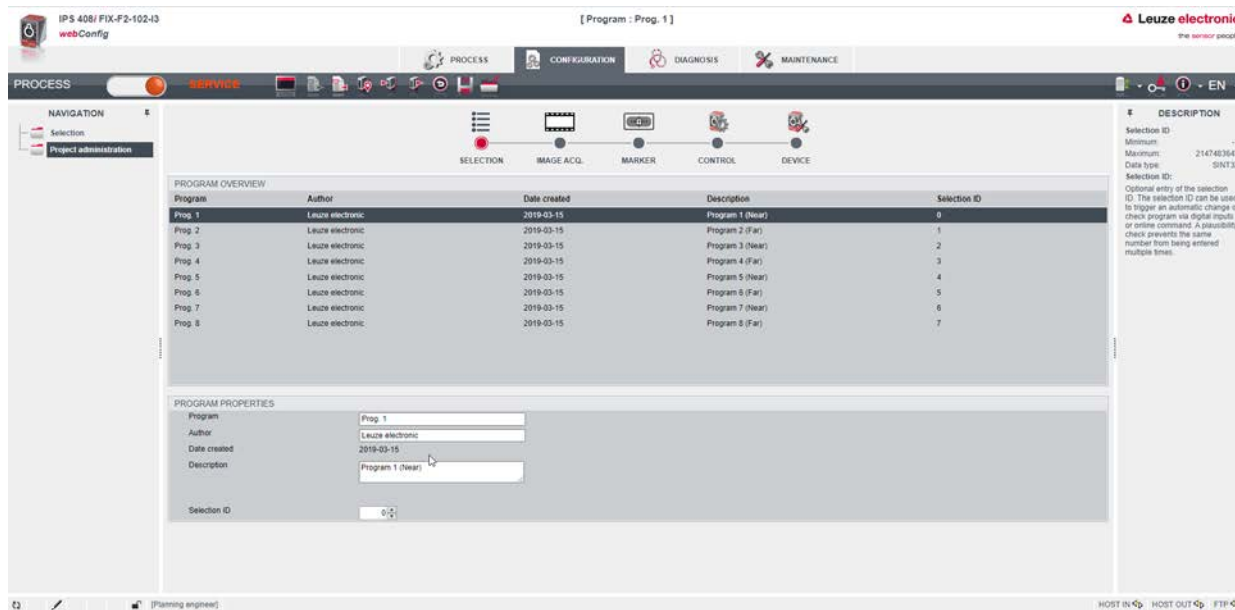 IPS 408i FIX-F2-102-I3
webConfig
[ Program : Prog. 1 ]
Leuze electronic
the sensor people
PROCESS
CONFIGURATION
DIAGNOSIS
MAINTENANCE
PROCESS
SERVICE
EN
NAVIGATION
Selection
Project administration
SELECTION
IMAGE ACQ.
MARKER
CONTROL
DEVICE
PROGRAM OVERVIEW
Program Author Date created Description Selection ID
Prog. 1 Leuze electronic 2019-03-15 Program 1 (Near) 0
Prog. 2 Leuze electronic 2019-03-15 Program 2 (Far) 1
Prog. 3 Leuze electronic 2019-03-15 Program 3 (Near) 2
Prog. 4 Leuze electronic 2019-03-15 Program 4 (Far) 3
Prog. 5 Leuze electronic 2019-03-15 Program 5 (Near) 4
Prog. 6 Leuze electronic 2019-03-15 Program 6 (Far) 5
Prog. 7 Leuze electronic 2019-03-15 Program 7 (Near) 6
Prog. 8 Leuze electronic 2019-03-15 Program 8 (Far) 7
PROGRAM PROPERTIES
Program Prog. 1
Author Leuze electronic
Date created 2019-03-15
Description Program 1 (Near)
Selection ID 0
DESCRIPTION
Selection ID
Minimum: -
Maximum: 214748364
Data type: SINT3
Selection ID:
Optional entry of the selection
ID. The selection ID can be used
to trigger an automatic change of
check program via digital inputs
or online command. A plausibility
check prevents the same
number from being entered
multiple times.
[Planning engineer]
HOST IN HOST OUT FTP